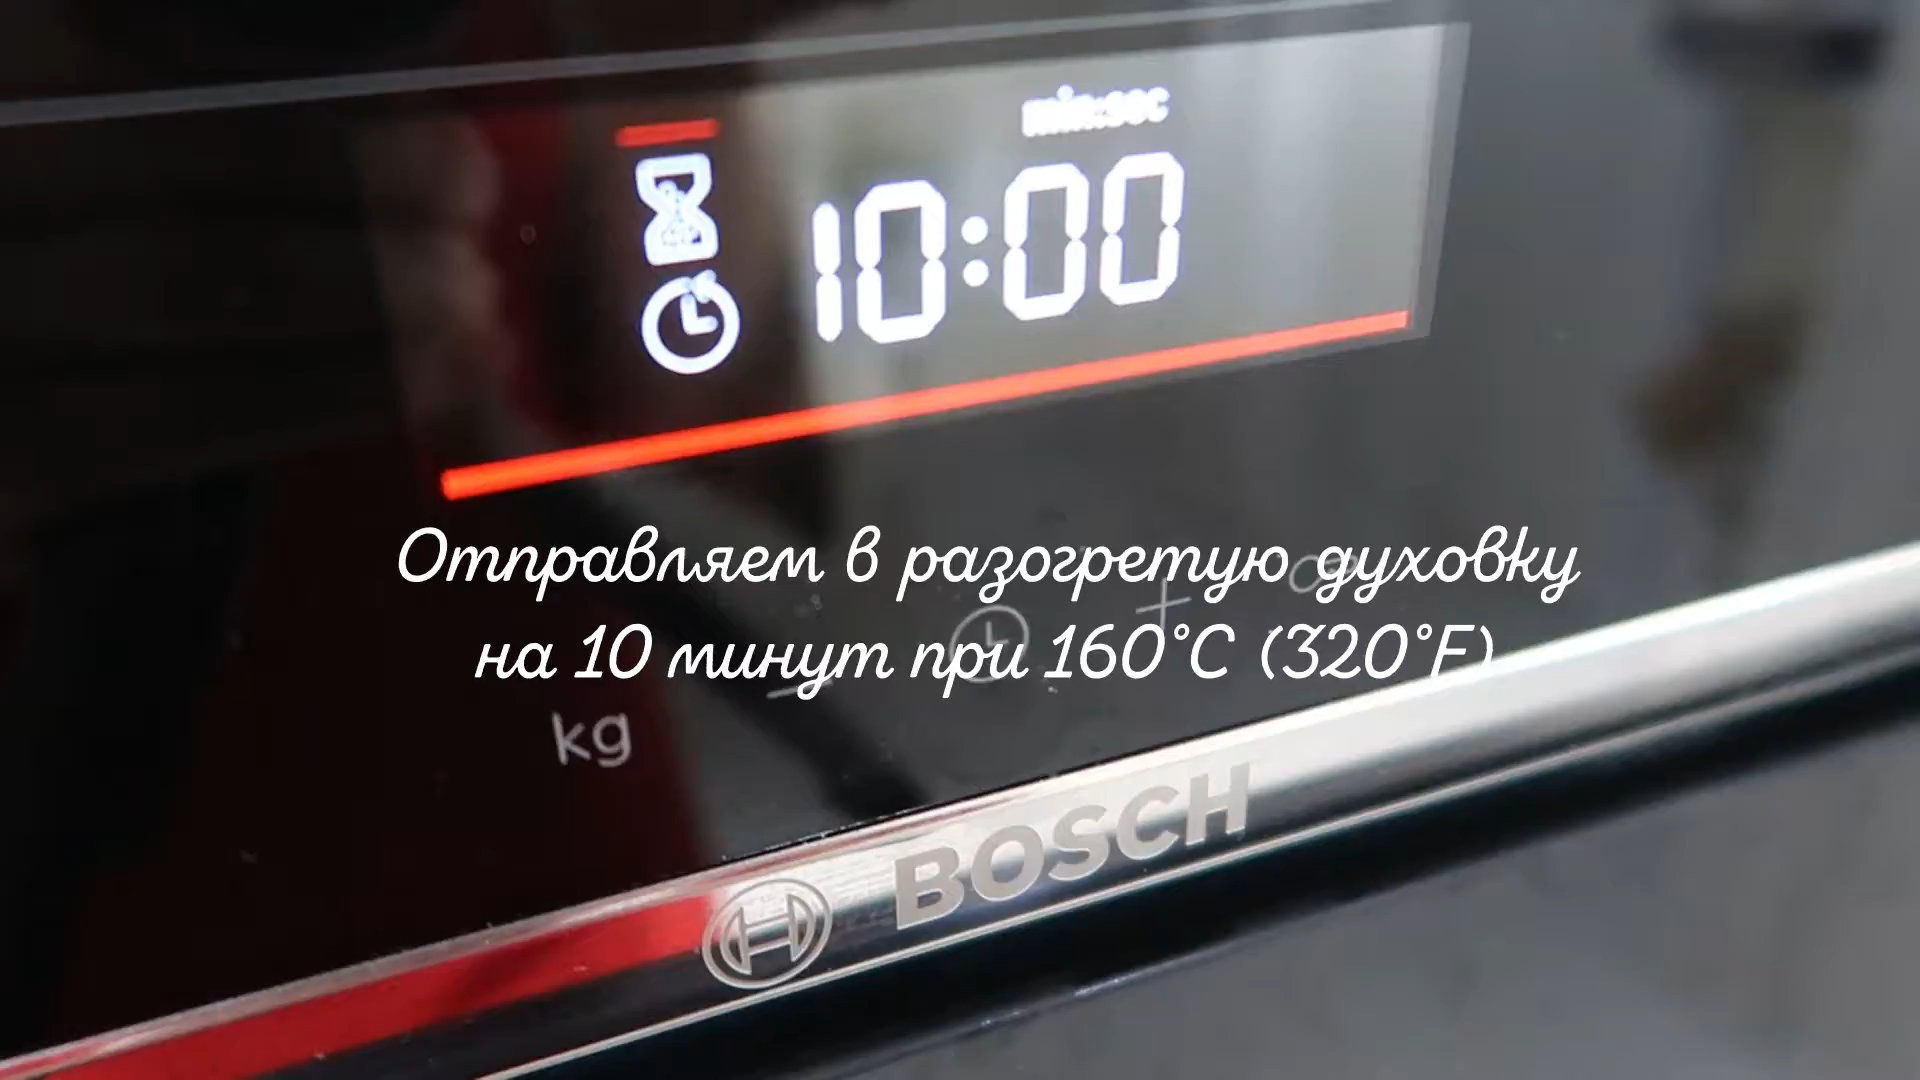 min:sec
10:00
Отправляем в разогретую духовку
на 10 минут при 160°C (320°F)
kg
BOSCH